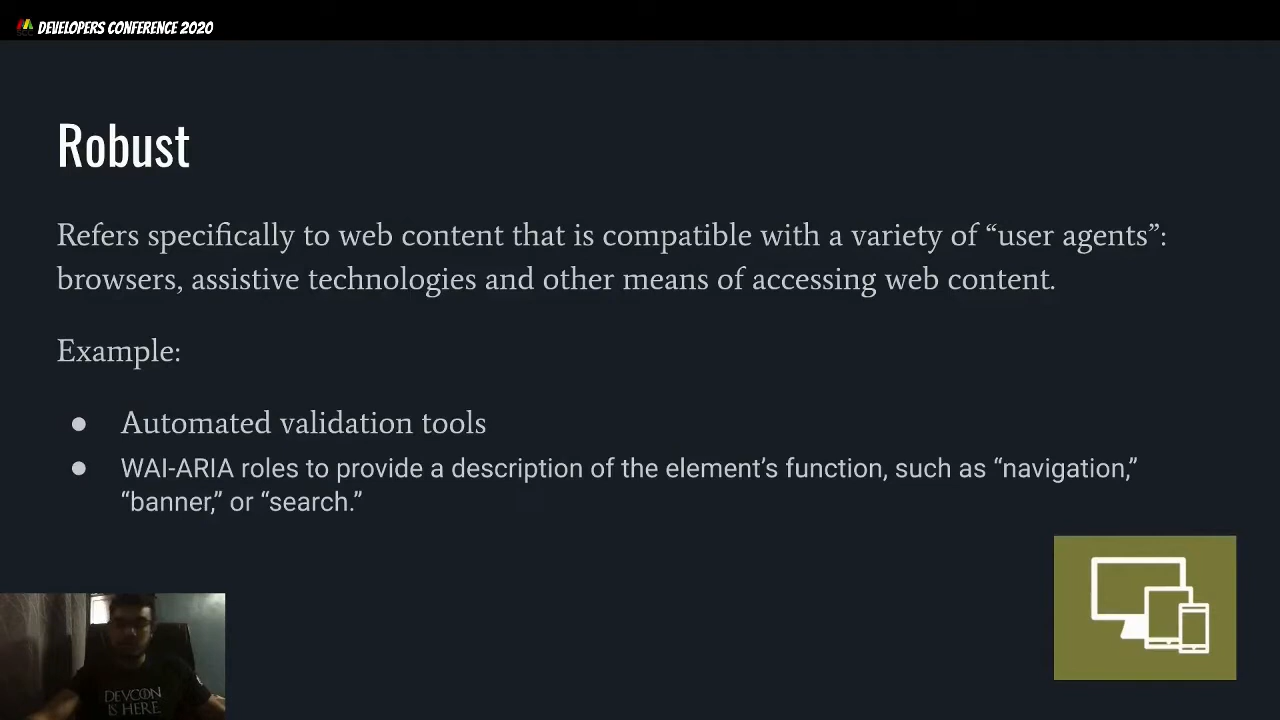 DEVELOPERS CONFERENCE 2020
Robust
Refers specifically to web content that is compatible with a variety of “user agents”:
browsers, assistive technologies and other means of accessing web content.
Example:
● Automated validation tools
● WAI-ARIA roles to provide a description of the element’s function, such as “navigation,”
“banner,” or “search.”
DEVCON
IS HERE